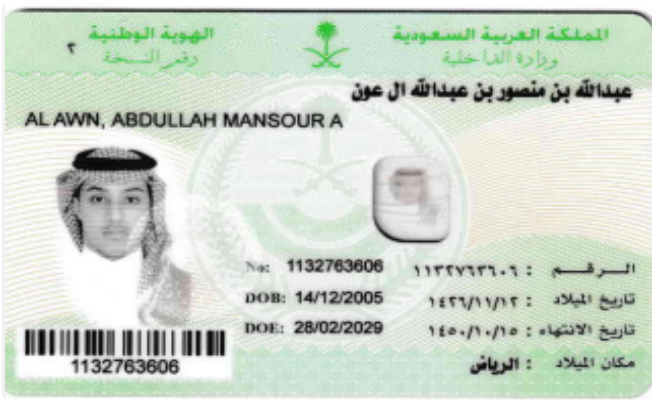 المملكة العربية السعودية
وزارة الداخلية
الهوية الوطنية
رقم النسخة ٢
عبدالله بن منصور بن عبدالله ال عون
AL AWN, ABDULLAH MANSOUR A
الرقم : ١١٣٢٧٦٣٦٠٦ No: 1132763606
تاريخ الميلاد : ١٤٢٦/١١/١٢ DOB: 14/12/2005
تاريخ الانتهاء : ١٤٥٠/١٠/١٥ DOE: 28/02/2029
مكان الميلاد : الرياض
1132763606